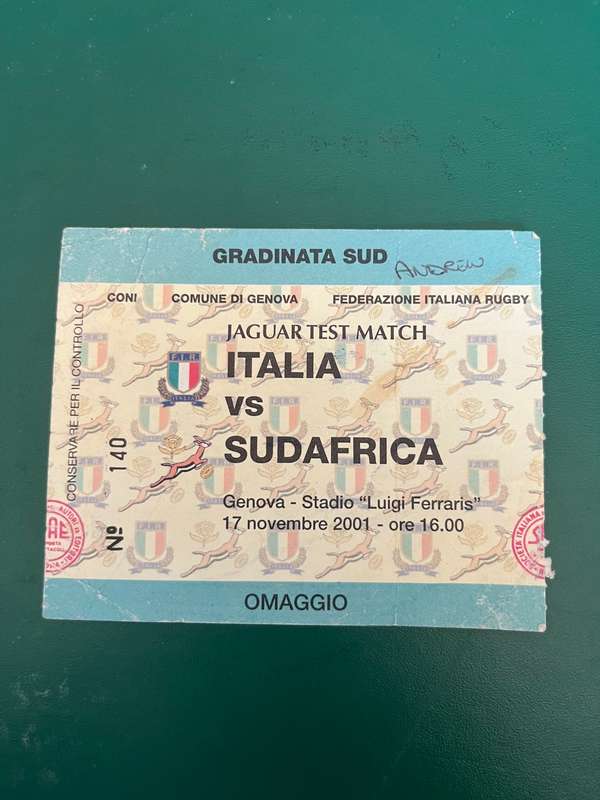 GRADINATA SUD
ANDREW
CONI COMUNE DI GENOVA FEDERAZIONE ITALIANA RUGBY
JAGUAR TEST MATCH
F.I.R.
ITALIA
vs
SUDAFRICA
Genova - Stadio "Luigi Ferraris"
17 novembre 2001 - ore 16.00
OMAGGIO
CONSERVARE PER IL CONTROLLO
Nº 140